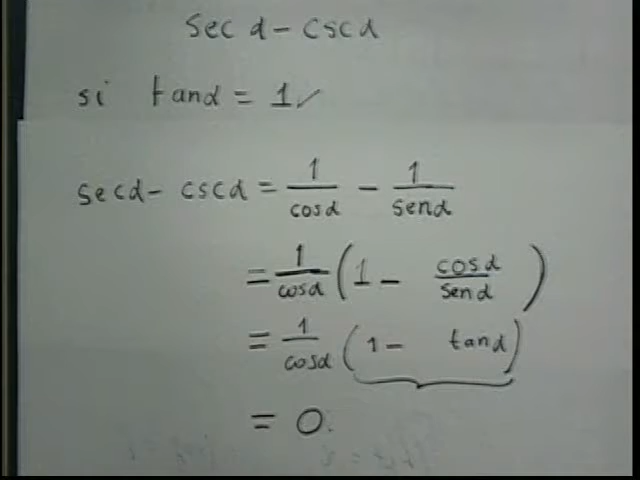 sec α - csc α
si tan α = 1 ✓
sec α - csc α = 1/cos α - 1/sen α
= 1/cos α (1 - cos α/sen α)
= 1/cos α (1 - tan α)
= 0.